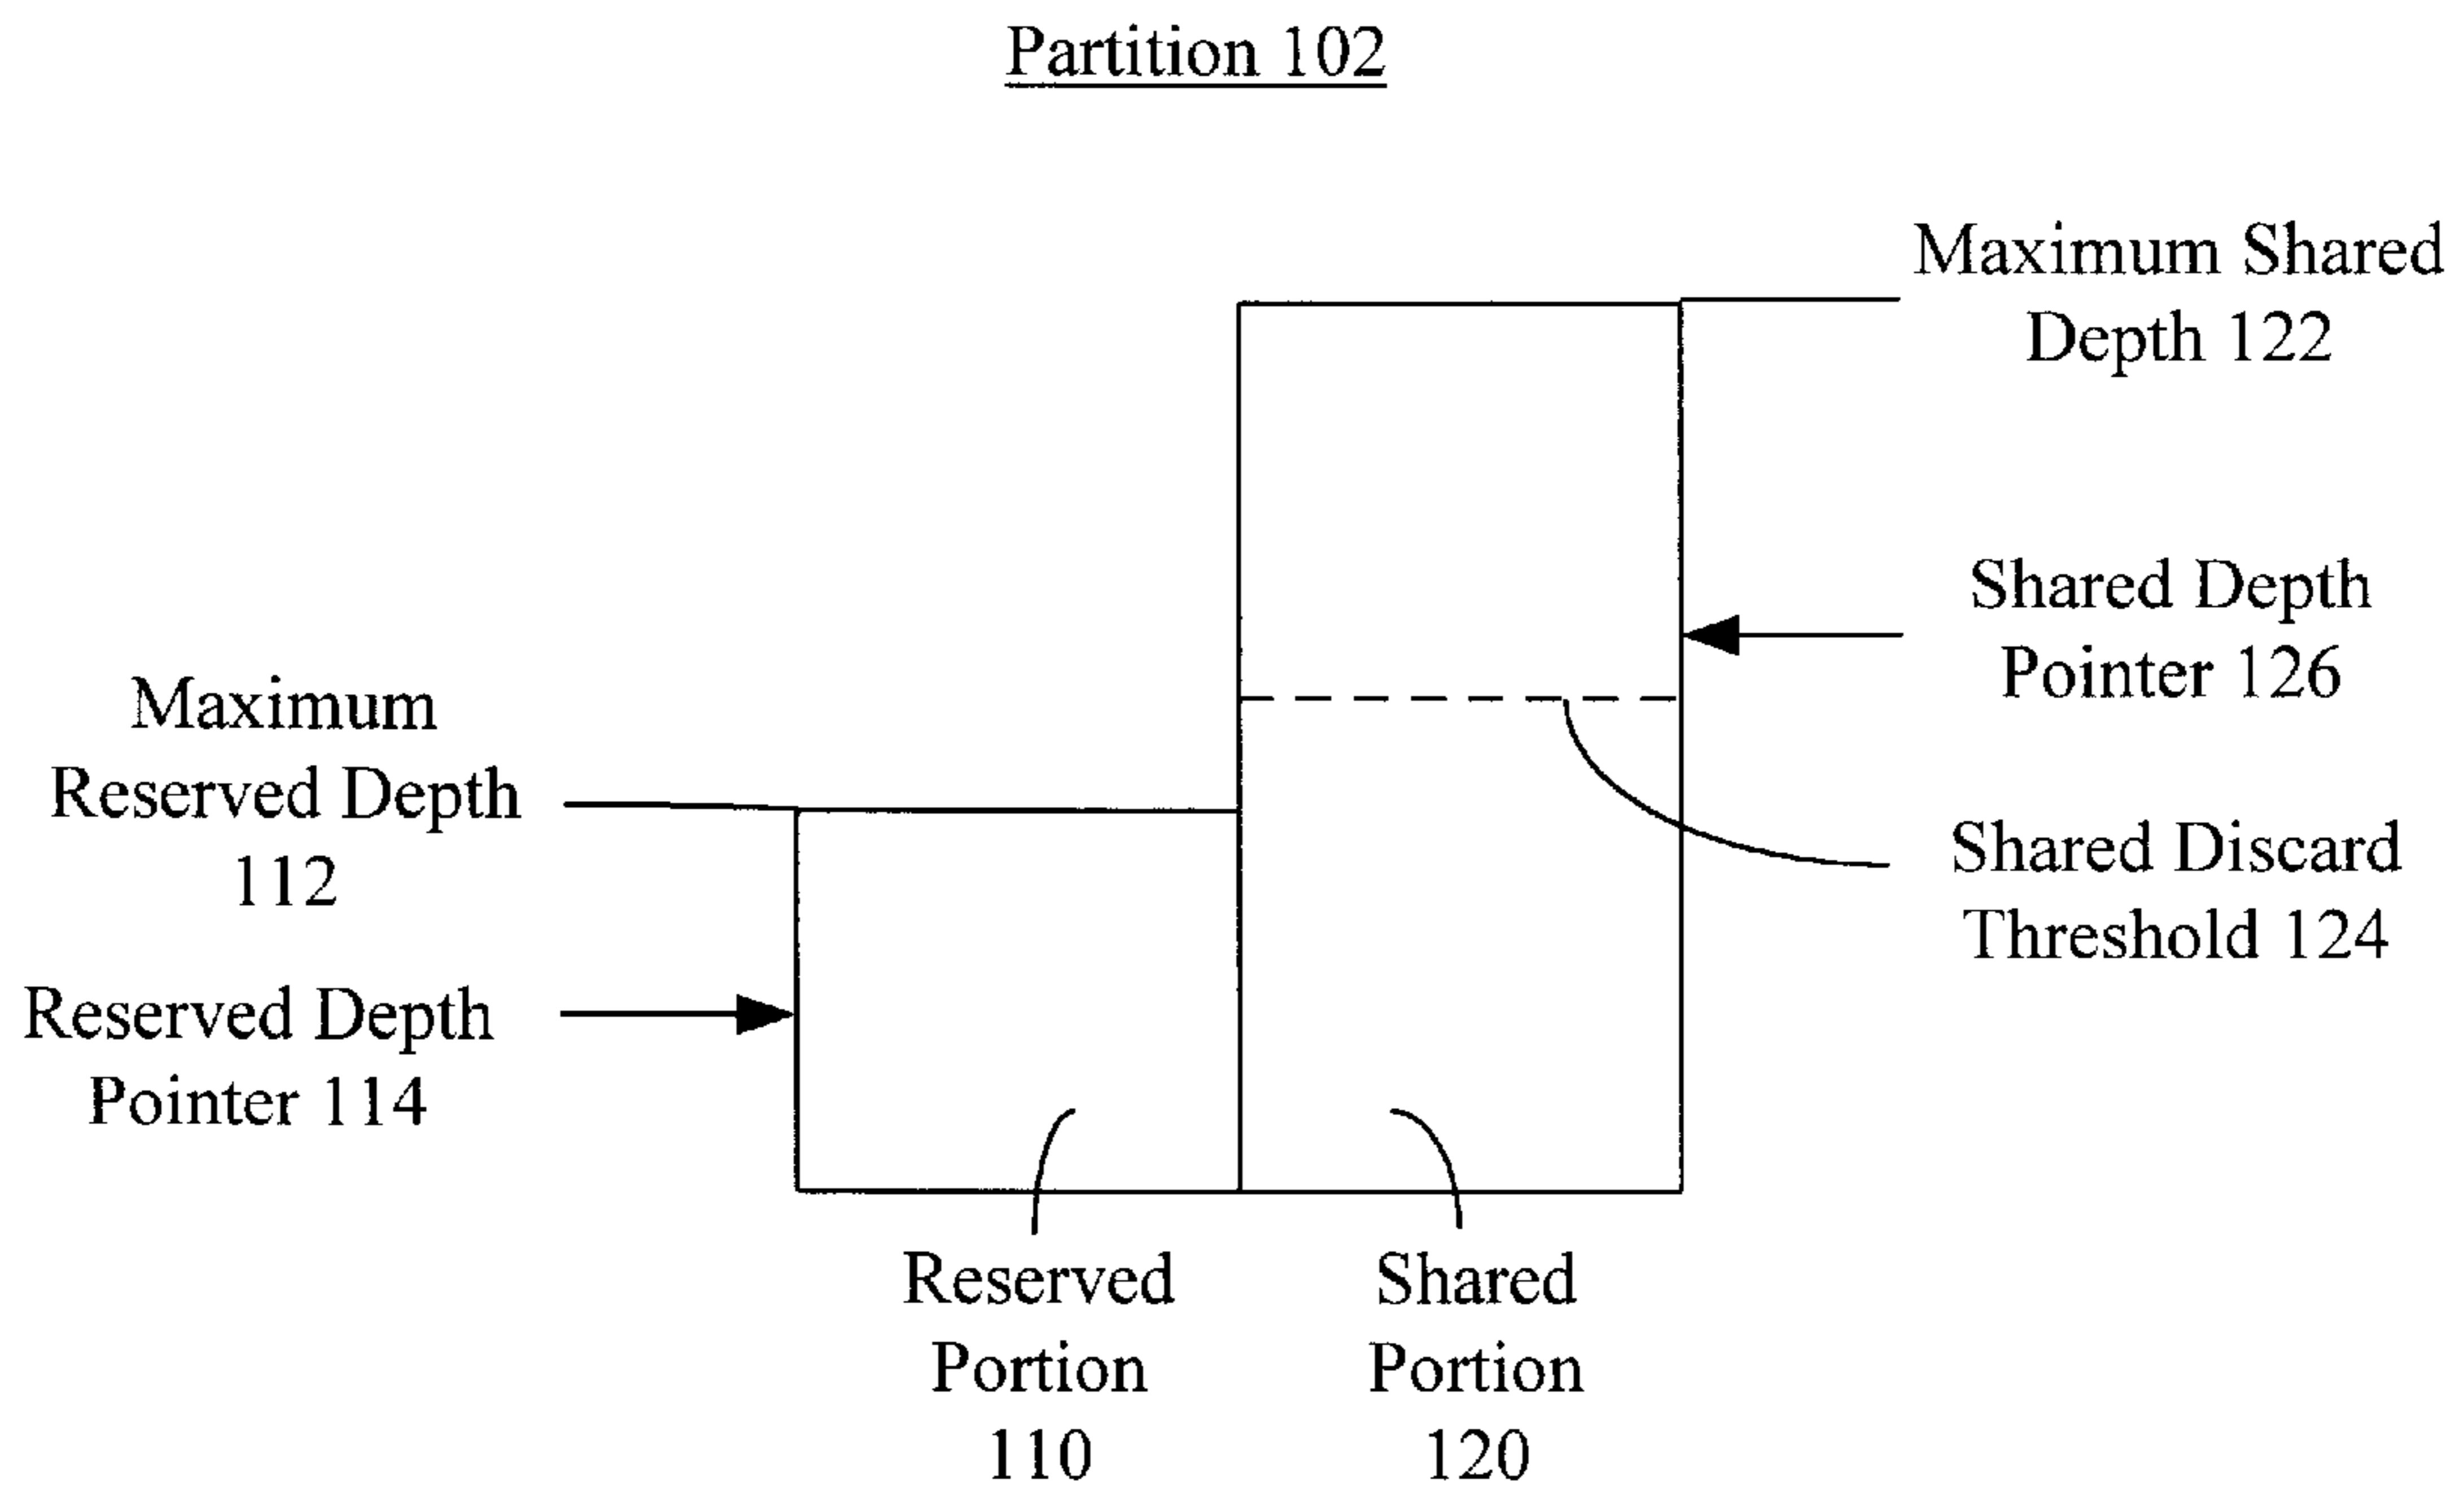 Partition 102
Maximum Shared
Depth 122
Shared Depth
Pointer 126
Maximum
Reserved Depth
112
Shared Discard
Threshold 124
Reserved Depth
Pointer 114
Reserved
Portion
110
Shared
Portion
120